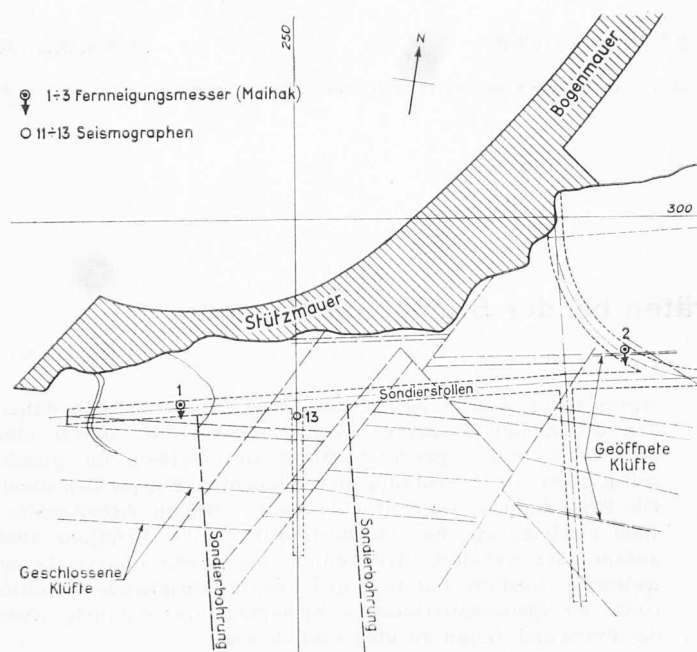 250
N
1÷3 Fernneigungsmesser (Maihak)
11÷13 Seismographen
Bogenmauer
300
Stützmauer
1
2
Sondierstollen
13
Geöffnete
Klüfte
Geschlossene
Klüfte
Sondierbohrung
Sondierbohrung